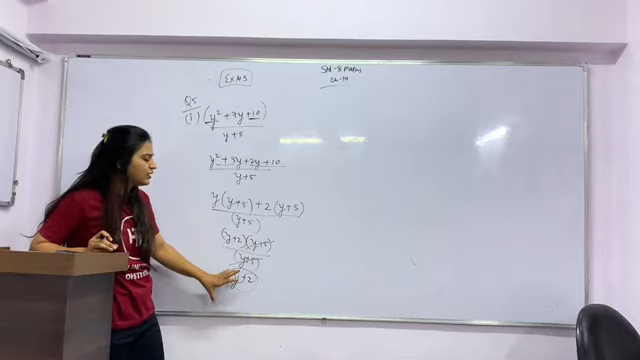 Std-8 Maths
Ch-14
Ex 14.3
Q5
(i) (y² + 7y + 10)
y+5
y² + 5y + 2y + 10
y+5
y(y+5) + 2(y+5)
(y+5)
(y+2)(y+5)
(y+5)
y+2